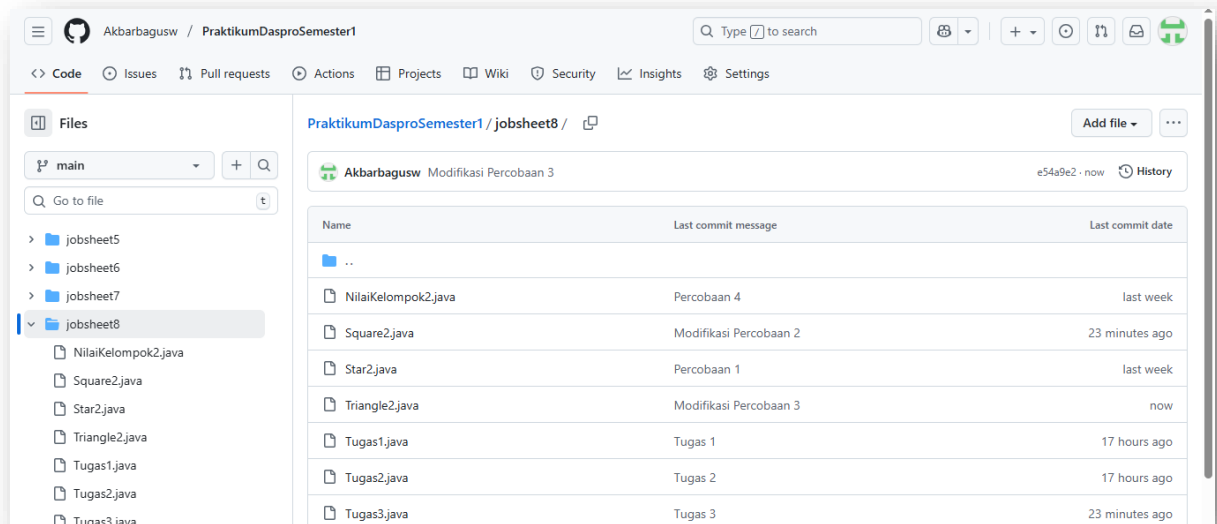 Akbarbagusw / PraktikumDasproSemester1
Type / to search
Code Issues Pull requests Actions Projects Wiki Security Insights Settings
Files
main
Go to file t
jobsheet5
jobsheet6
jobsheet7
jobsheet8
NilaiKelompok2.java
Square2.java
Star2.java
Triangle2.java
Tugas1.java
Tugas2.java
Tugas3.java
PraktikumDasproSemester1 / jobsheet8 /
Add file
Akbarbagusw Modifikasi Percobaan 3 e54a9e2 · now History
Name Last commit message Last commit date
..
NilaiKelompok2.java Percobaan 4 last week
Square2.java Modifikasi Percobaan 2 23 minutes ago
Star2.java Percobaan 1 last week
Triangle2.java Modifikasi Percobaan 3 now
Tugas1.java Tugas 1 17 hours ago
Tugas2.java Tugas 2 17 hours ago
Tugas3.java Tugas 3 23 minutes ago